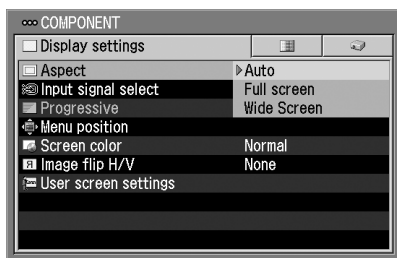 COMPONENT
Display settings
Aspect Auto
Input signal select Full screen
Progressive Wide Screen
Menu position
Screen color Normal
Image flip H/V None
User screen settings